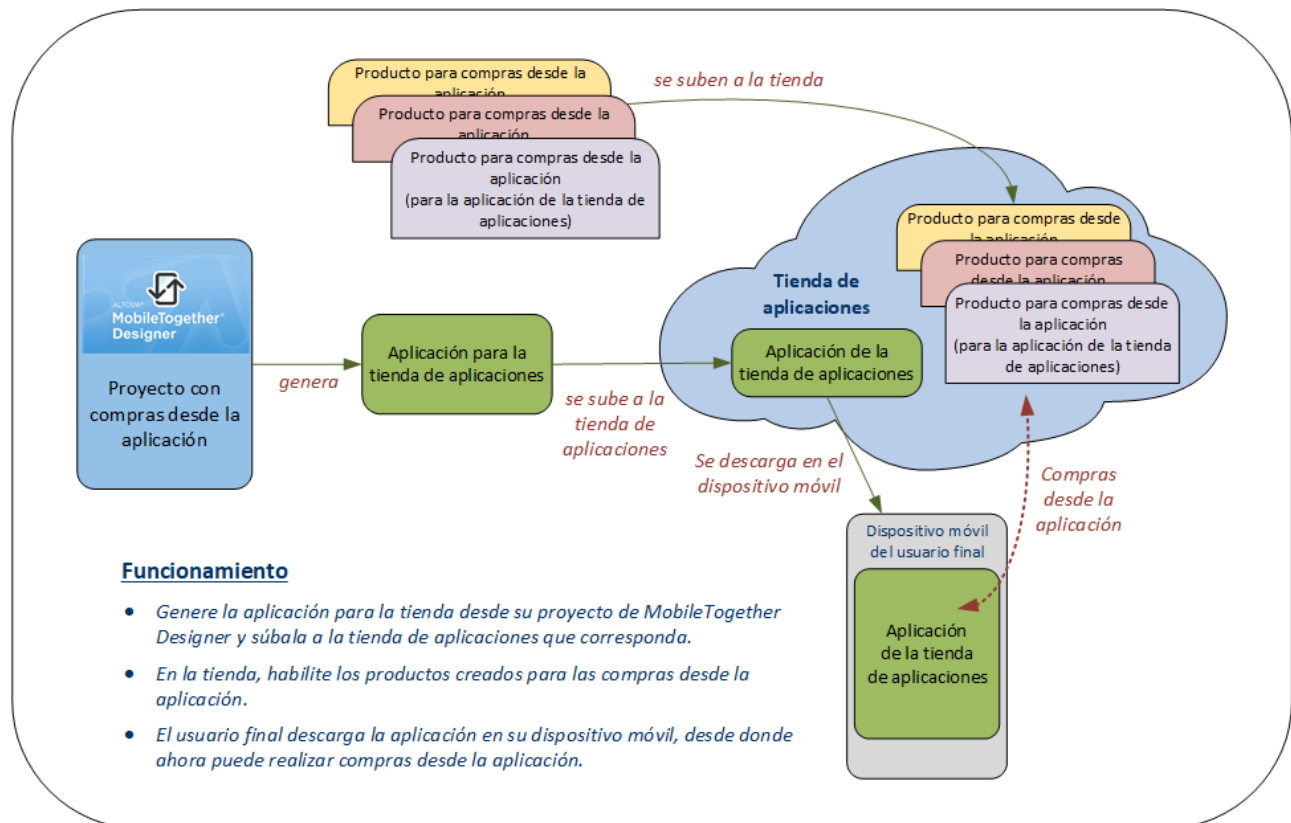 Producto para compras desde la
aplicación
Producto para compras desde la
aplicación
Producto para compras desde la
aplicación
(para la aplicación de la tienda de
aplicaciones)
se suben a la tienda
Producto para compras desde
la aplicación
Producto para compras
desde la aplicación
Producto para compras desde
la aplicación
(para la aplicación de la tienda
de aplicaciones)
Tienda de
aplicaciones
ALTOVA®
MobileTogether®
Designer
Proyecto con
compras desde la
aplicación
genera
Aplicación para la
tienda de aplicaciones
se sube a la
tienda de
aplicaciones
Aplicación de la
tienda de aplicaciones
Se descarga en el
dispositivo móvil
Compras
desde la
aplicación
Dispositivo móvil
del usuario final
Aplicación
de la tienda
de aplicaciones
Funcionamiento
• Genere la aplicación para la tienda desde su proyecto de MobileTogether
Designer y súbala a la tienda de aplicaciones que corresponda.
• En la tienda, habilite los productos creados para las compras desde la
aplicación.
• El usuario final descarga la aplicación en su dispositivo móvil, desde donde
ahora puede realizar compras desde la aplicación.